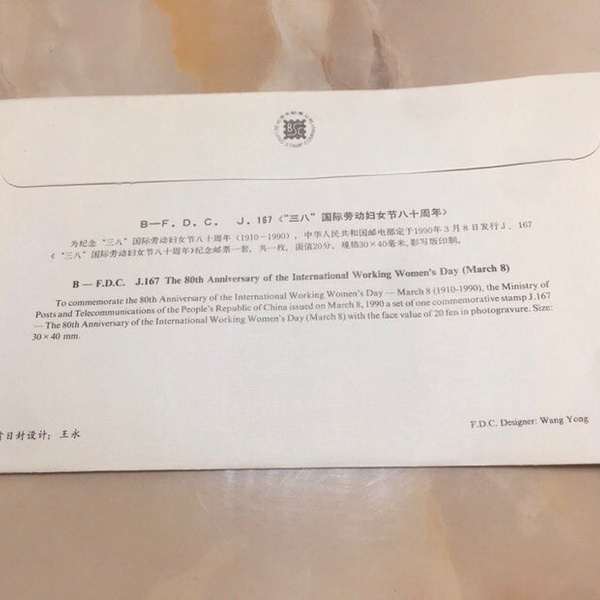 BSC
B—F.D.C. J.167《“三八”国际劳动妇女节八十周年》
为纪念“三八”国际劳动妇女节八十周年(1910-1990),中华人民共和国邮电部定于1990年3月8日发行J.167
《“三八”国际劳动妇女节八十周年》纪念邮票一套,共一枚,面值20分。规格30×40毫米,影写版印制。
B — F.D.C. J.167 The 80th Anniversary of the International Working Women's Day (March 8)
To commemorate the 80th Anniversary of the International Working Women's Day — March 8 (1910-1990), the Ministry of
Posts and Telecommunications of the People's Republic of China issued on March 8, 1990 a set of one commemorative stamp J.167
— The 80th Anniversary of the International Working Women's Day (March 8) with the face value of 20 fen in photogravure. Size:
30×40 mm.
首日封设计: 王永
F.D.C. Designer: Wang Yong